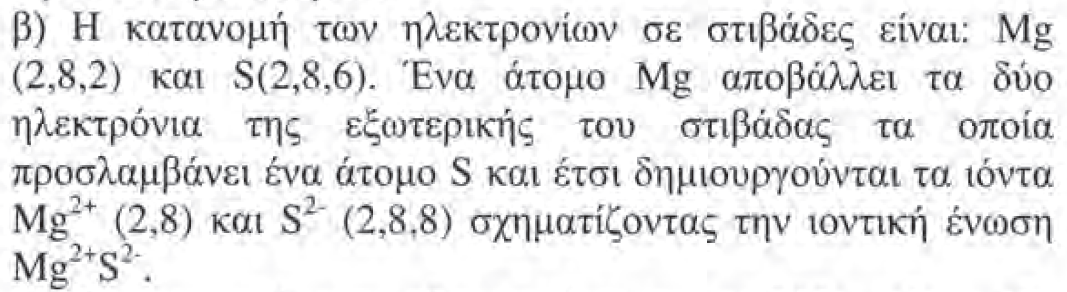 β) Η κατανομή των ηλεκτρονίων σε στιβάδες είναι: Mg
(2,8,2) και S(2,8,6). Ένα άτομο Mg αποβάλλει τα δύο
ηλεκτρόνια της εξωτερικής του στιβάδας τα οποία
προσλαμβάνει ένα άτομο S και έτσι δημιουργούνται τα ιόντα
Mg²⁺ (2,8) και S²⁻ (2,8,8) σχηματίζοντας την ιοντική ένωση
Mg²⁺S²⁻.